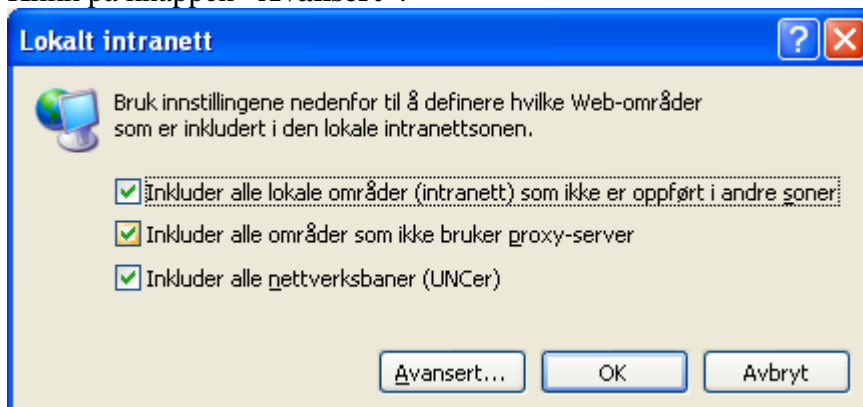 Lokalt intranett
Bruk innstillingene nedenfor til å definere hvilke Web-områder
som er inkludert i den lokale intranettsonen.
Inkluder alle lokale områder (intranett) som ikke er oppført i andre soner
Inkluder alle områder som ikke bruker proxy-server
Inkluder alle nettverksbaner (UNCer)
Avansert... OK Avbryt